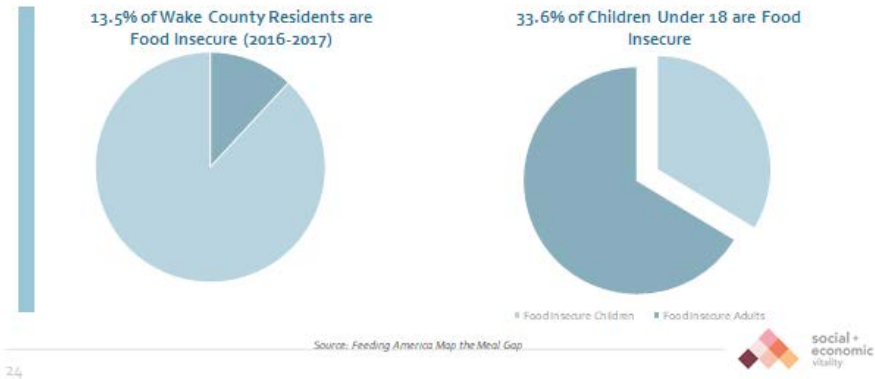 13.5% of Wake County Residents are
Food Insecure (2016-2017)
33.6% of Children Under 18 are Food
Insecure
Food Insecure Children
Food Insecure Adults
Source: Feeding America Map the Meal Gap
social +
economic
vitality
24